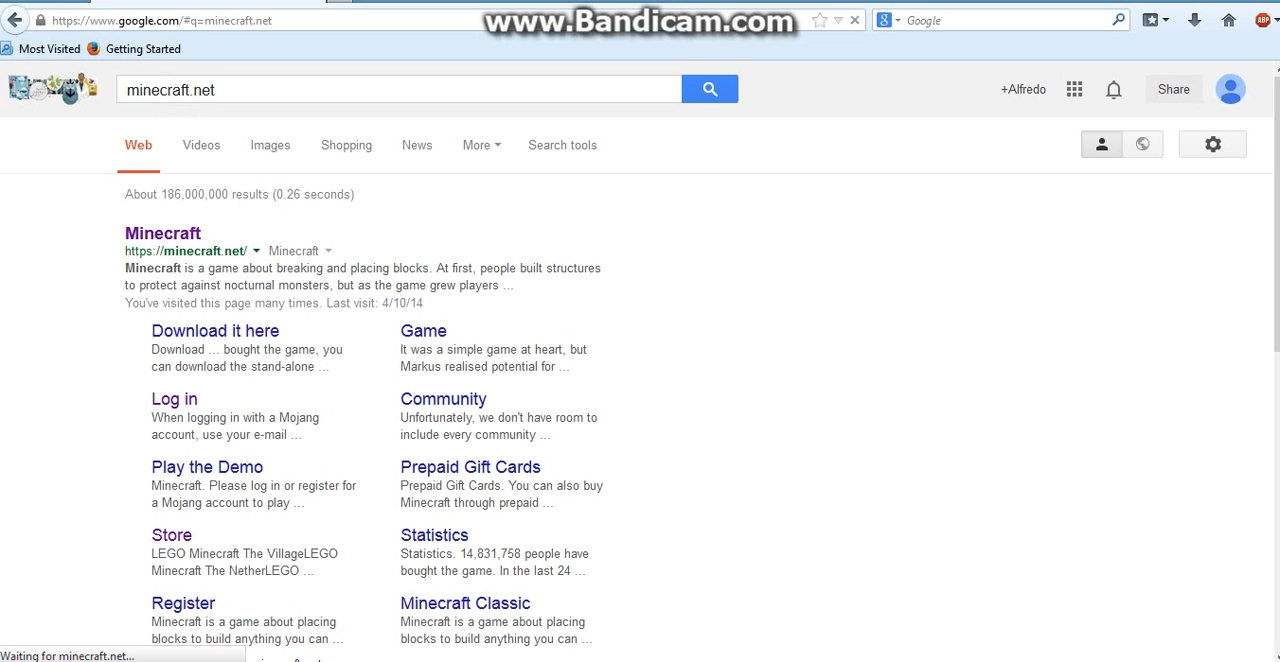 www.Bandicam.com
https://www.google.com/#q=minecraft.net
Google
ABP
Most Visited
Getting Started
minecraft.net
+Alfredo
Share
Web
Videos
Images
Shopping
News
More
Search tools
About 186,000,000 results (0.26 seconds)
Minecraft
https://minecraft.net/
Minecraft
Minecraft is a game about breaking and placing blocks. At first, people built structures
to protect against nocturnal monsters, but as the game grew players ...
You've visited this page many times. Last visit: 4/10/14
Download it here
Download ... bought the game, you
can download the stand-alone ...
Game
It was a simple game at heart, but
Markus realised potential for ...
Log in
When logging in with a Mojang
account, use your e-mail ...
Community
Unfortunately, we don't have room to
include every community ...
Play the Demo
Minecraft. Please log in or register for
a Mojang account to play ...
Prepaid Gift Cards
Prepaid Gift Cards. You can also buy
Minecraft through prepaid ...
Store
LEGO Minecraft The VillageLEGO
Minecraft The NetherLEGO ...
Statistics
Statistics. 14,831,758 people have
bought the game. In the last 24 ...
Register
Minecraft is a game about placing
blocks to build anything you can ...
Minecraft Classic
Minecraft is a game about placing
blocks to build anything you can ...
Waiting for minecraft.net...